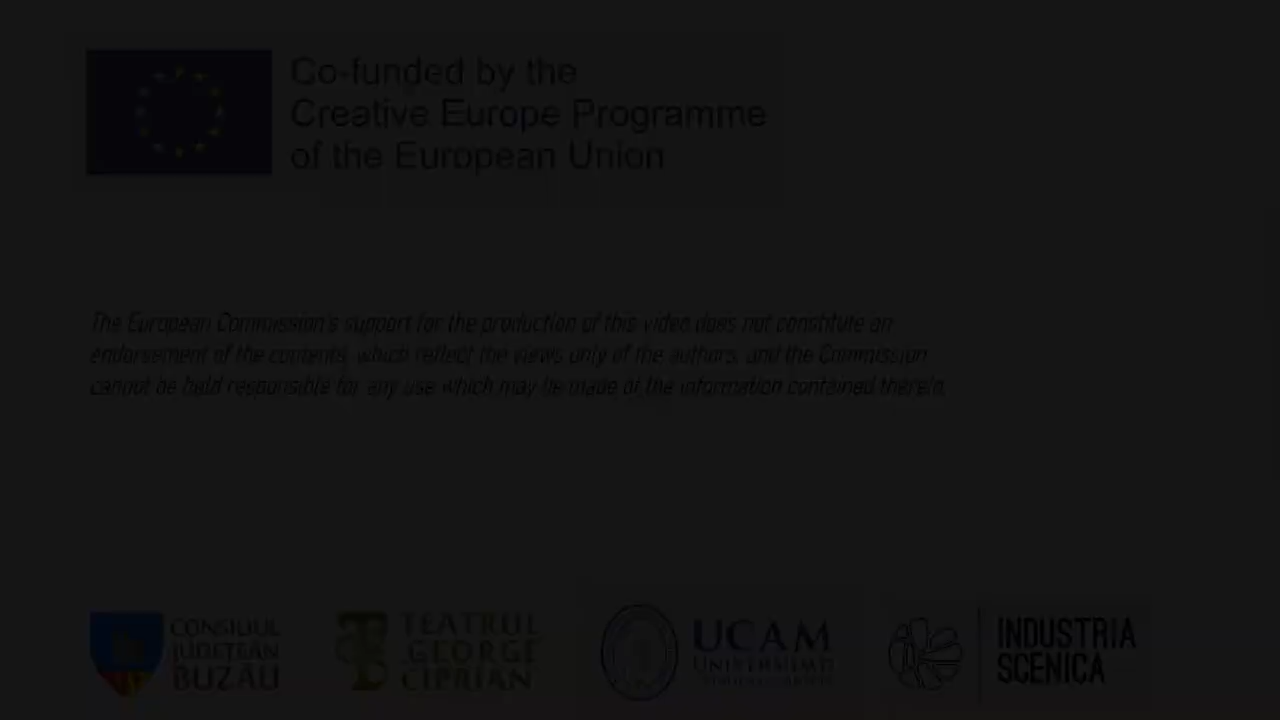 Co-funded by the
Creative Europe Programme
of the European Union
The European Commission's support for the production of this video does not constitute an
endorsement of the contents, which reflect the views only of the authors, and the Commission
cannot be held responsible for any use which may be made of the information contained therein.
CONSILIUL
JUDEȚEAN
BUZĂU
TEATRUL
GEORGE
CIPRIAN
UCAM
INDUSTRIA
SCENICA